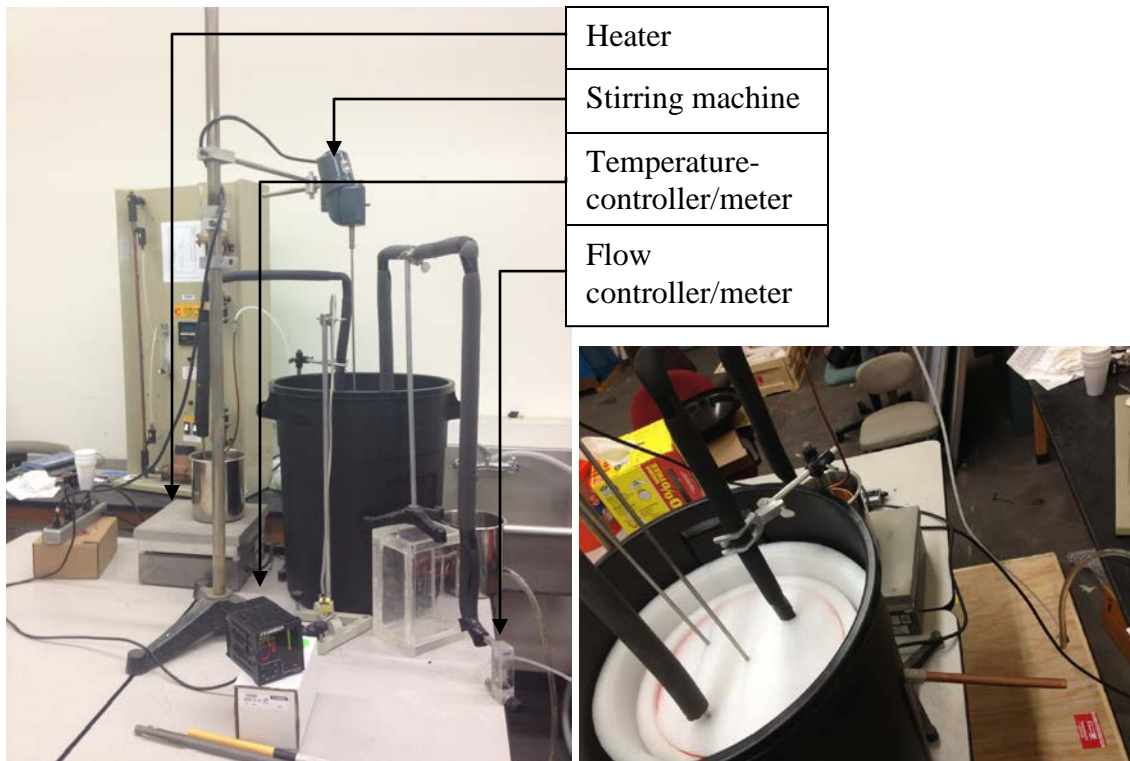 Heater
Stirring machine
Temperature-
controller/meter
Flow
controller/meter